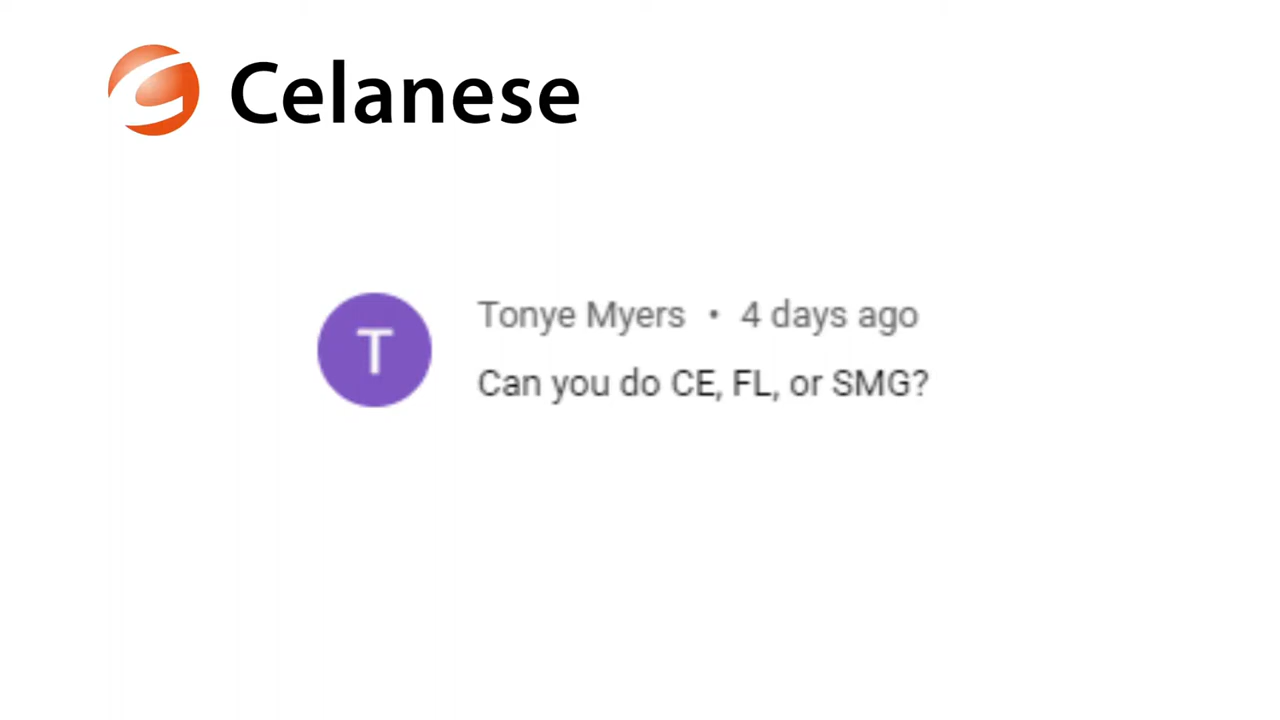 Celanese
T
Tonye Myers • 4 days ago
Can you do CE, FL, or SMG?